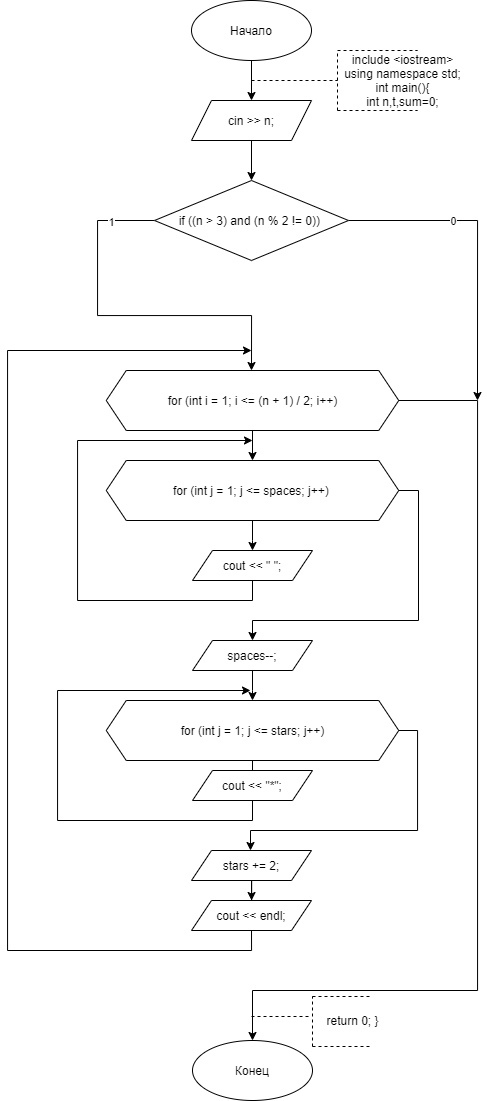 Начало
include <iostream>
using namespace std;
int main(){
int n,t,sum=0;
cin >> n;
if ((n > 3) and (n % 2 != 0))
1
0
for (int i = 1; i <= (n + 1) / 2; i++)
for (int j = 1; j <= spaces; j++)
cout << " ";
spaces--;
for (int j = 1; j <= stars; j++)
cout << "*";
stars += 2;
cout << endl;
return 0; }
Конец